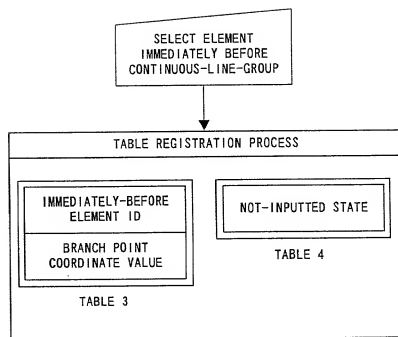 SELECT ELEMENT
IMMEDIATELY BEFORE
CONTINUOUS-LINE-GROUP
TABLE REGISTRATION PROCESS
IMMEDIATELY-BEFORE
ELEMENT ID
BRANCH POINT
COORDINATE VALUE
TABLE 3
NOT-INPUTTED STATE
TABLE 4